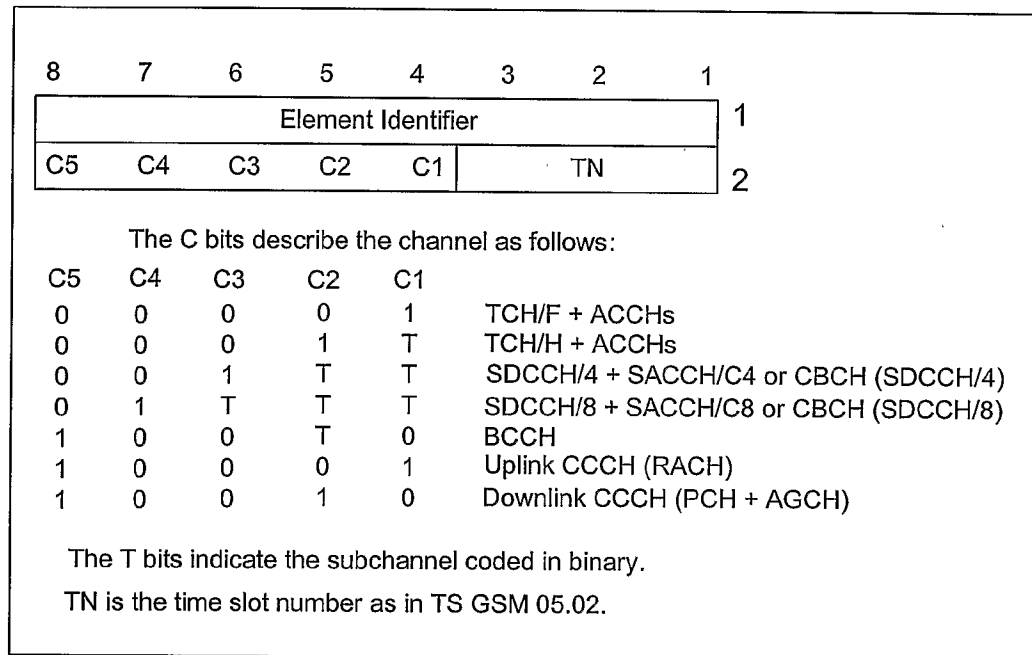 8 7 6 5 4 3 2 1
Element Identifier 1
C5 C4 C3 C2 C1 TN 2
The C bits describe the channel as follows:
C5 C4 C3 C2 C1
0 0 0 0 1 TCH/F + ACCHs
0 0 0 1 T TCH/H + ACCHs
0 0 1 T T SDCCH/4 + SACCH/C4 or CBCH (SDCCH/4)
0 1 T T T SDCCH/8 + SACCH/C8 or CBCH (SDCCH/8)
1 0 0 T 0 BCCH
1 0 0 0 1 Uplink CCCH (RACH)
1 0 0 1 0 Downlink CCCH (PCH + AGCH)
The T bits indicate the subchannel coded in binary.
TN is the time slot number as in TS GSM 05.02.